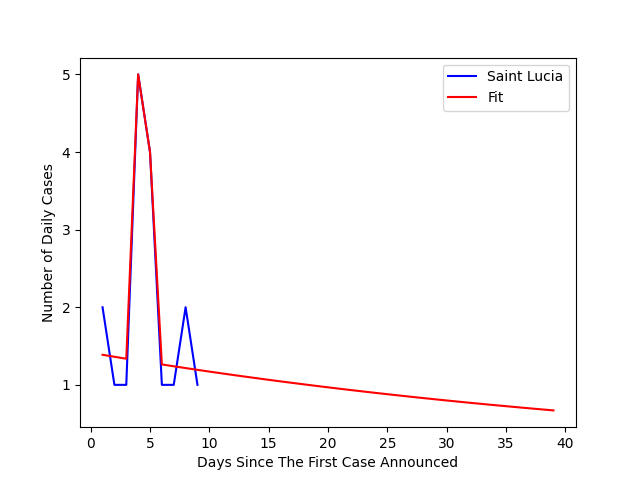 Saint Lucia
Fit
Number of Daily Cases
5
4
3
2
1
0 5 10 15 20 25 30 35 40
Days Since The First Case Announced